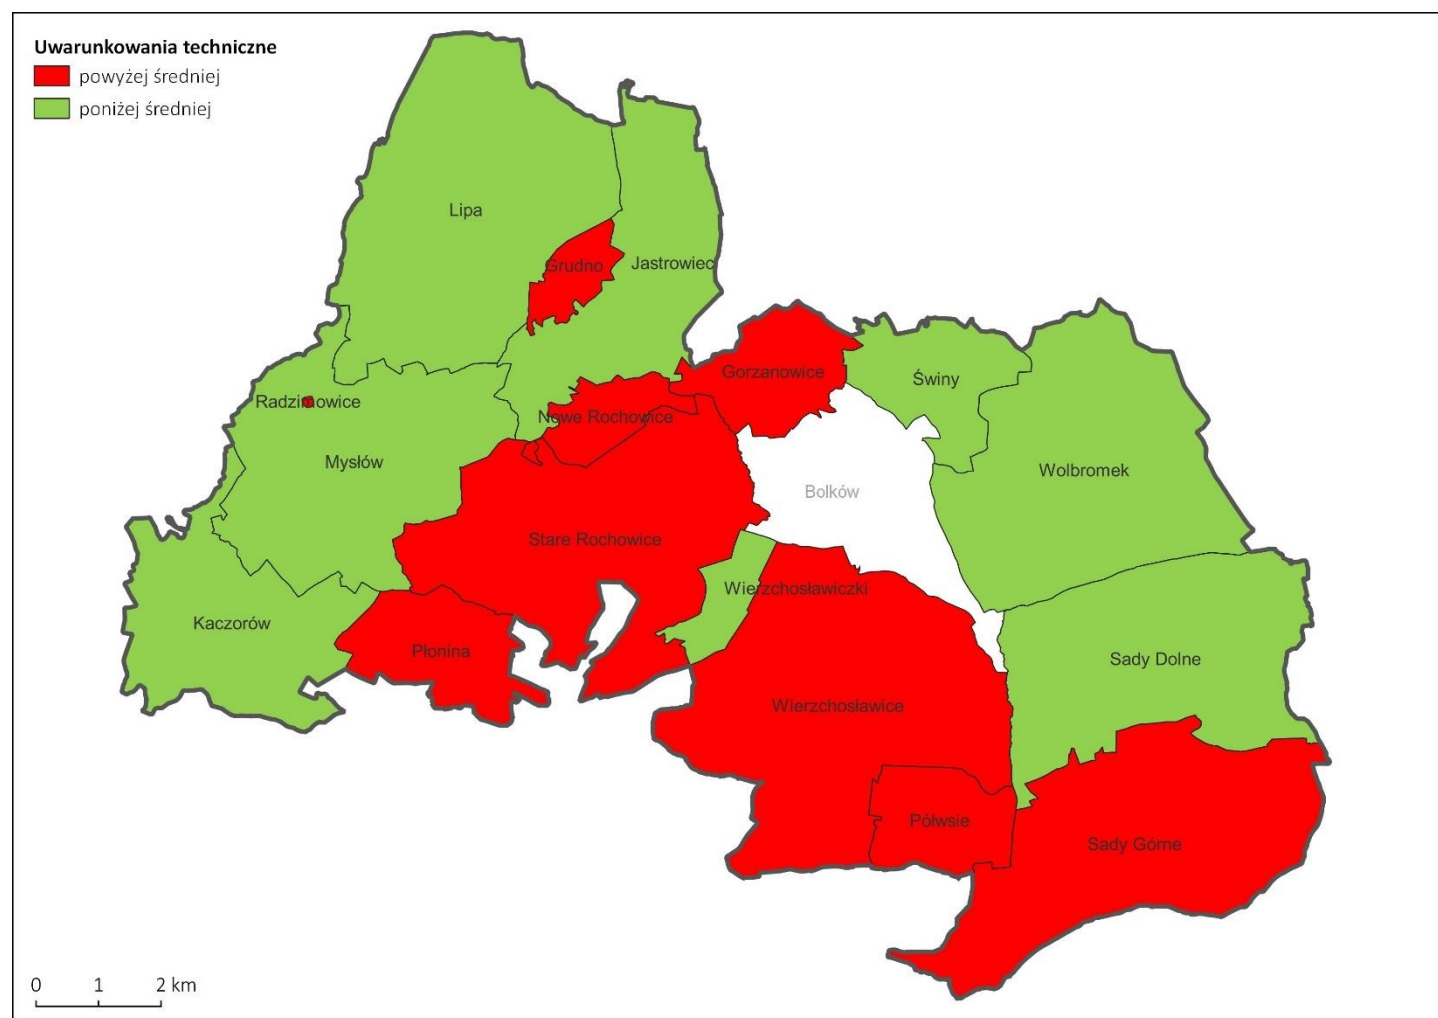 Uwarunkowania techniczne
powyżej średniej
poniżej średniej
Lipa
Grudno
Jastrowiec
Gorzanowice
Świny
Radzimowice
Nowe Rochowice
Mysłów
Wolbromek
Bolków
Stare Rochowice
Wierzchosławiczki
Kaczorów
Płonina
Sady Dolne
Wierzchosławice
Półwsie
Sady Górne
0 1 2 km